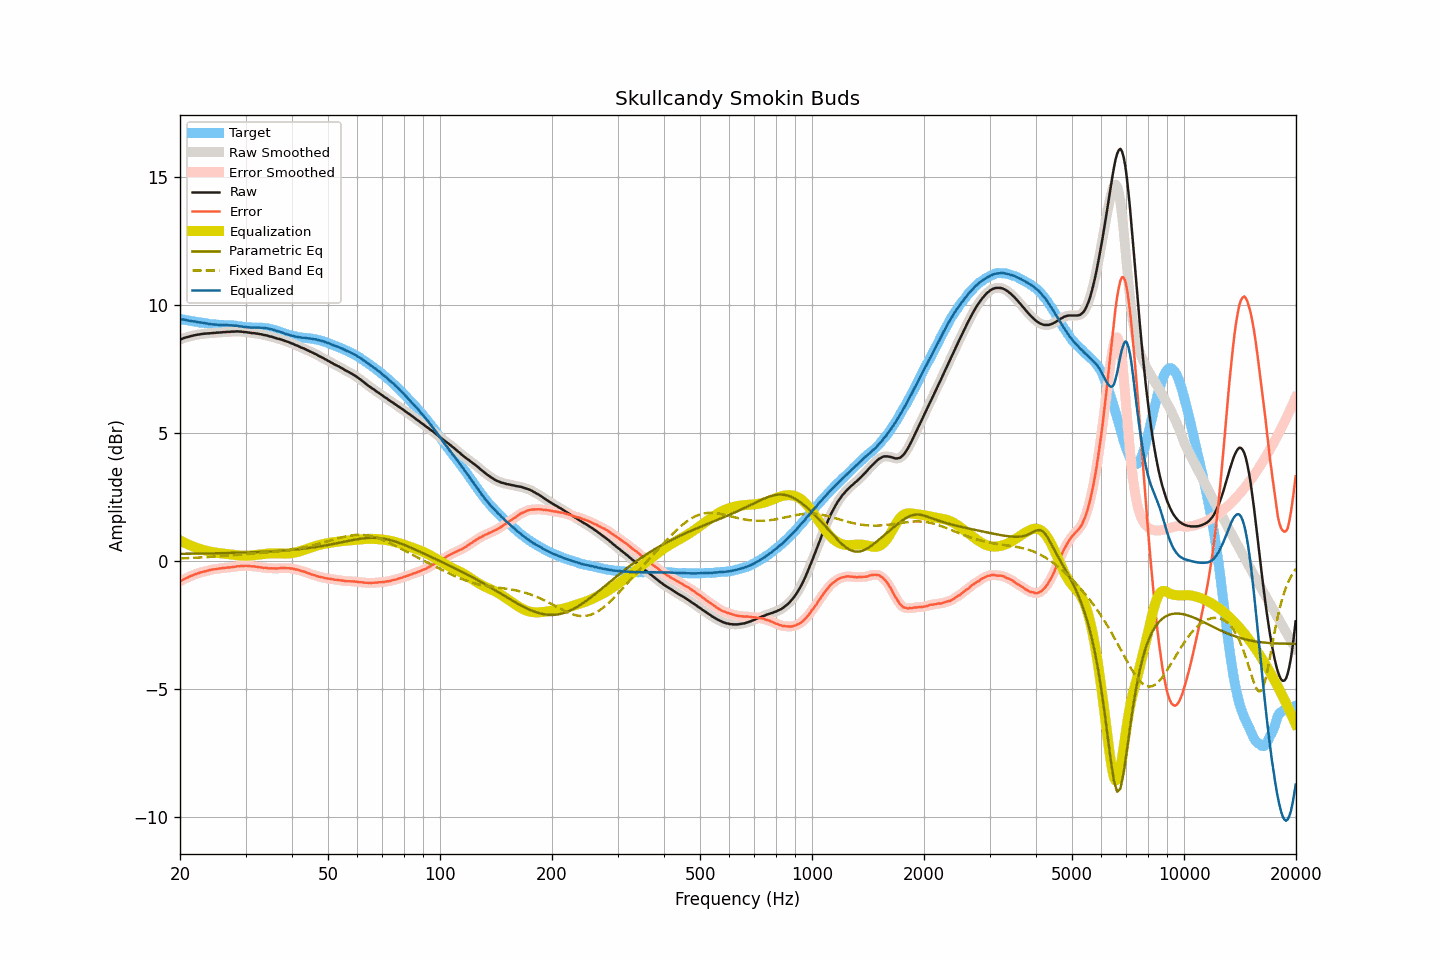 Skullcandy Smokin Buds
Target
Raw Smoothed
Error Smoothed
Raw
Error
Equalization
Parametric Eq
Fixed Band Eq
Equalized
Amplitude (dBr)
15
10
5
0
−5
−10
20 50 100 200 500 1000 2000 5000 10000 20000
Frequency (Hz)